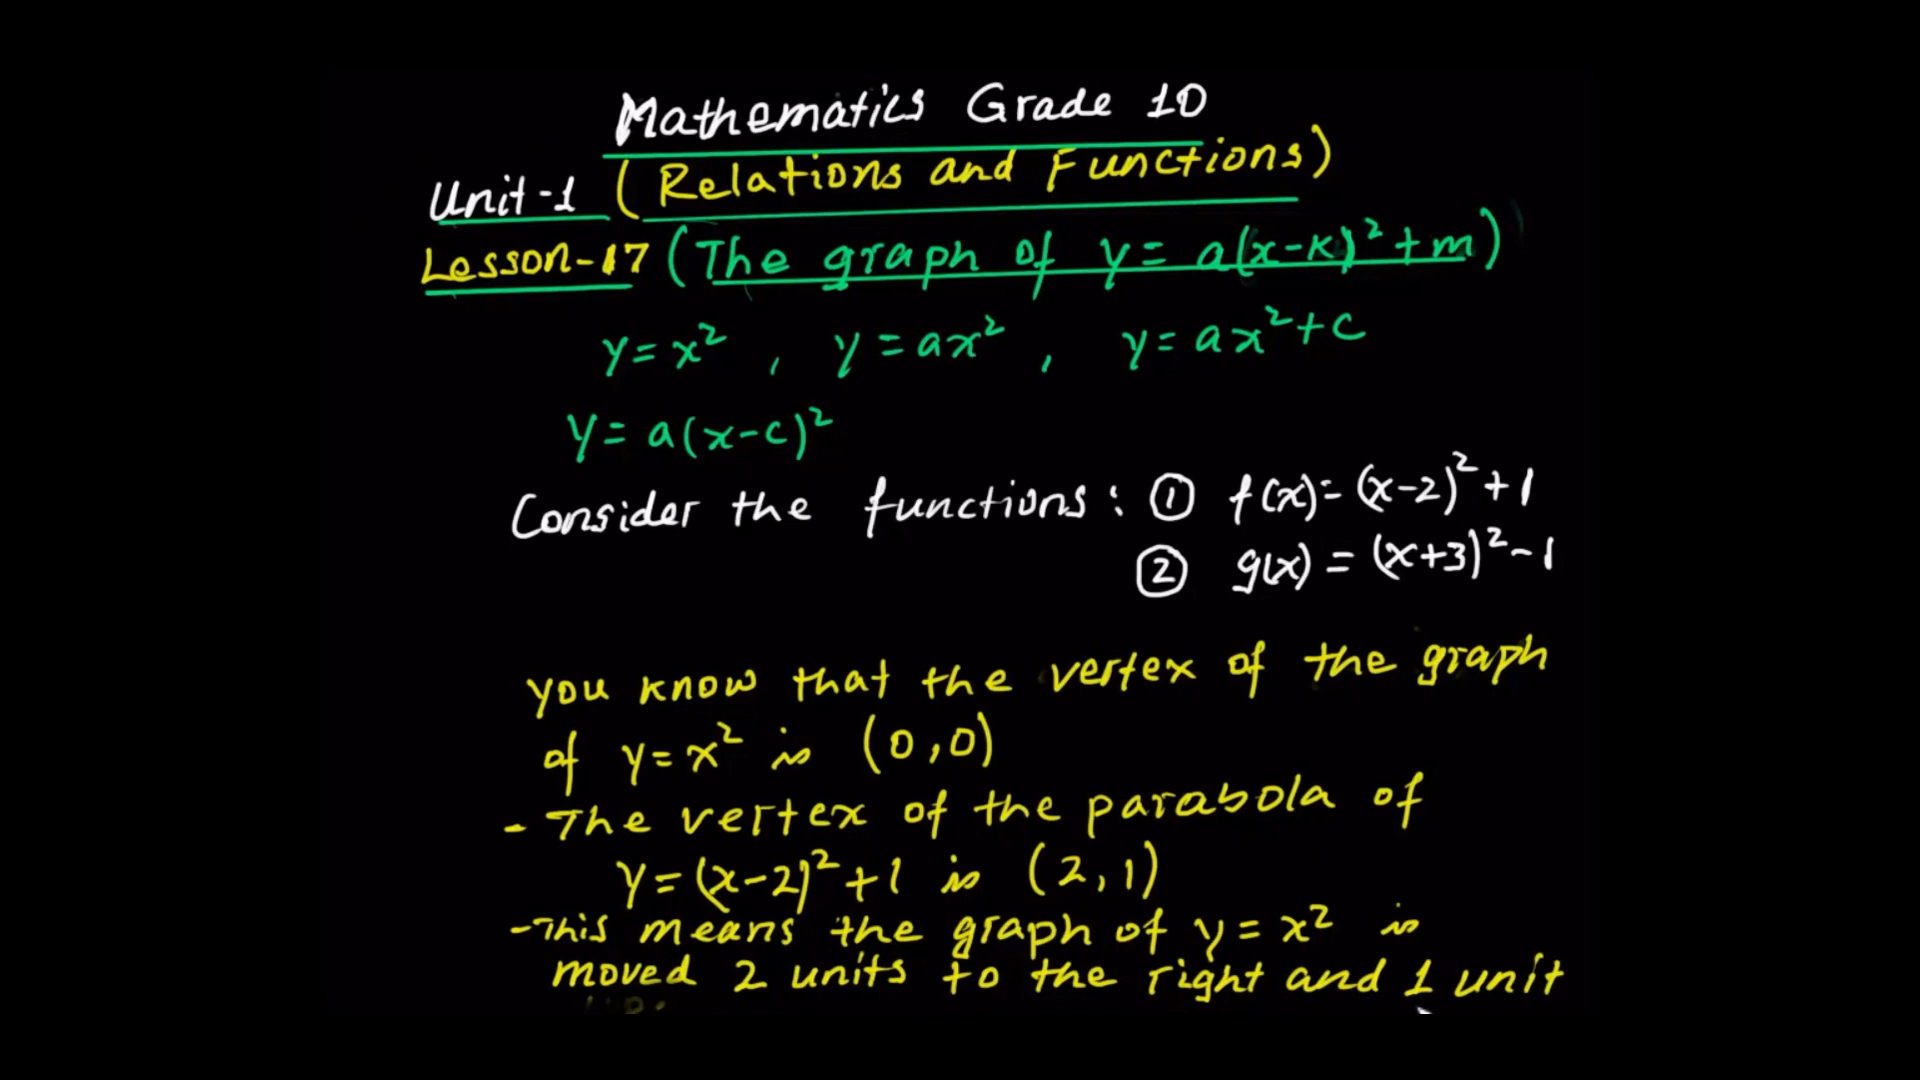 Mathematics Grade 10
Unit-1 (Relations and Functions)
Lesson-17 (The graph of y = a(x-k)² + m)
y = x² , y = ax² , y = ax² + c
y = a(x-c)²
Consider the functions : ① f(x) = (x-2)² + 1
② g(x) = (x+3)² - 1
you know that the vertex of the graph
of y = x² is (0,0)
- The vertex of the parabola of
y = (x-2)² + 1 is (2,1)
- This means the graph of y = x² is
moved 2 units to the right and 1 unit